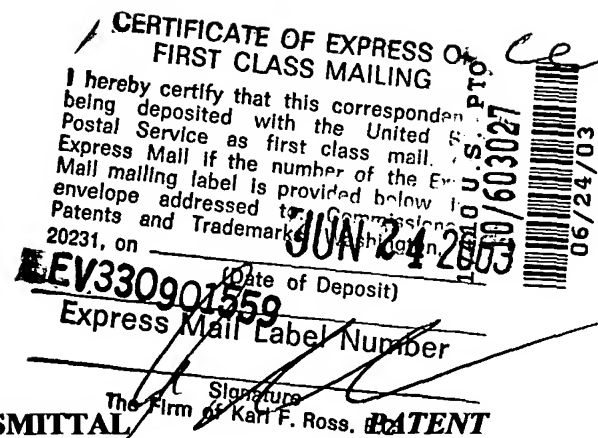 CERTIFICATE OF EXPRESS OR
FIRST CLASS MAILING
I hereby certify that this
being deposited with the United
Postal Service as first class mail.
Express Mail if the number of the
Mail mailing label is provided below
envelope addressed
Patents and Trademark
20231, on JUN 24 2003
(Date of Deposit)
EV330901559
Express Mail Label Number
Signature
The Firm of Karl F. Ross.
SMITTAL
PATENT
U.S. PTO
10/603027
06/24/03